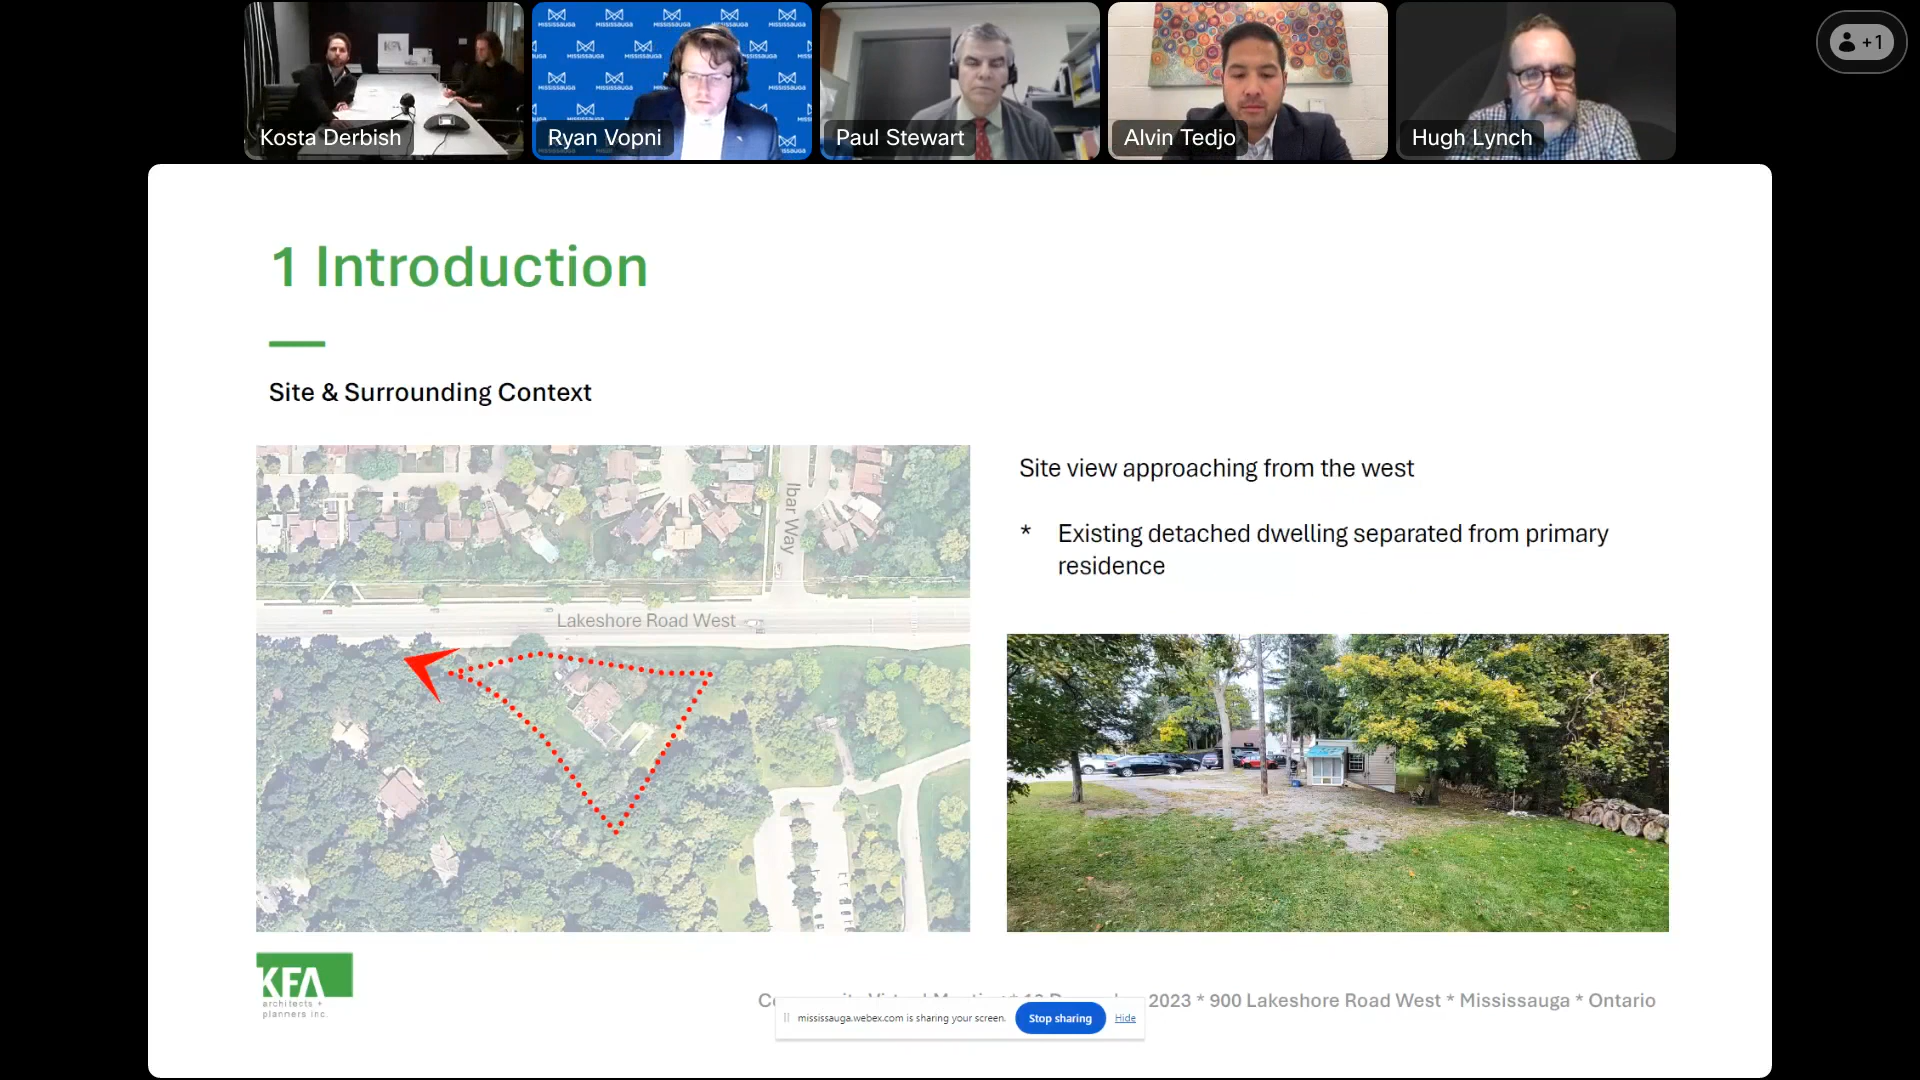 Kosta Derbish
Ryan Vopni
Paul Stewart
Alvin Tedjo
Hugh Lynch
+1
1 Introduction
Site & Surrounding Context
Ibar Way
Lakeshore Road West
Site view approaching from the west
* Existing detached dwelling separated from primary
residence
KFA
architects +
planners inc.
2023 * 900 Lakeshore Road West * Mississauga * Ontario
mississauga.webex.com is sharing your screen.
Stop sharing
Hide